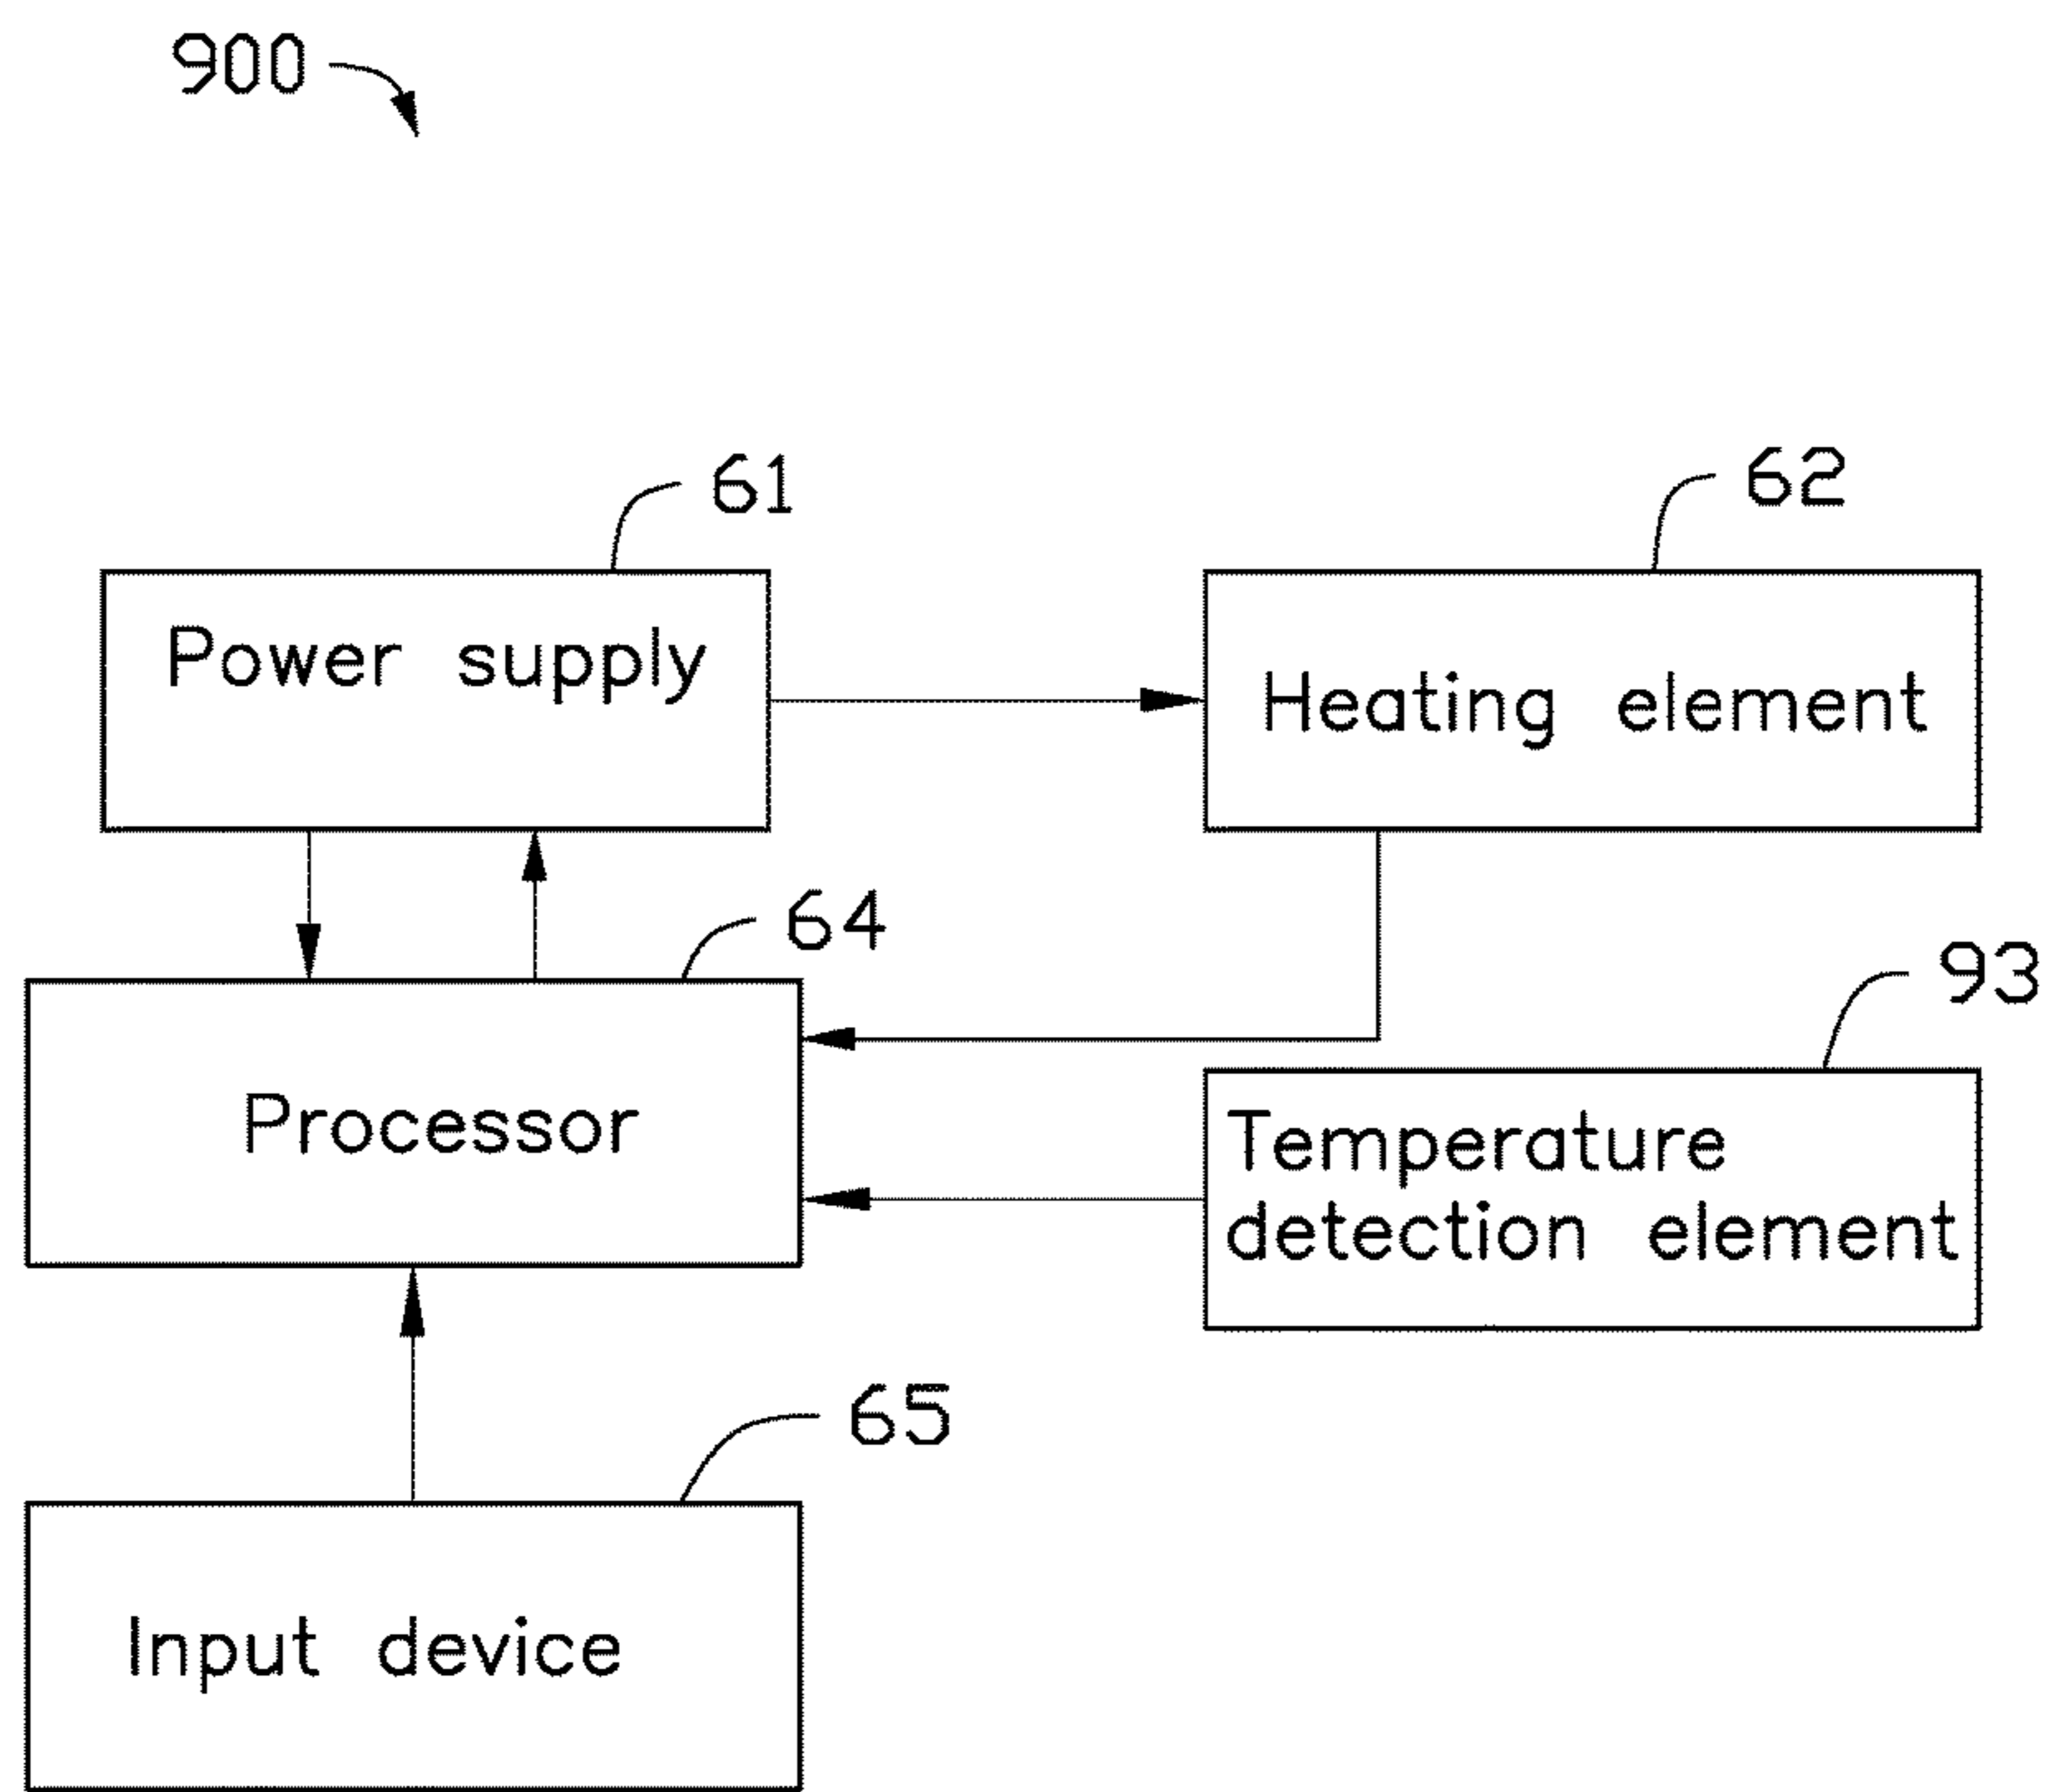 900
61
62
Power supply
Heating element
64
93
Processor
Temperature
detection element
65
Input device